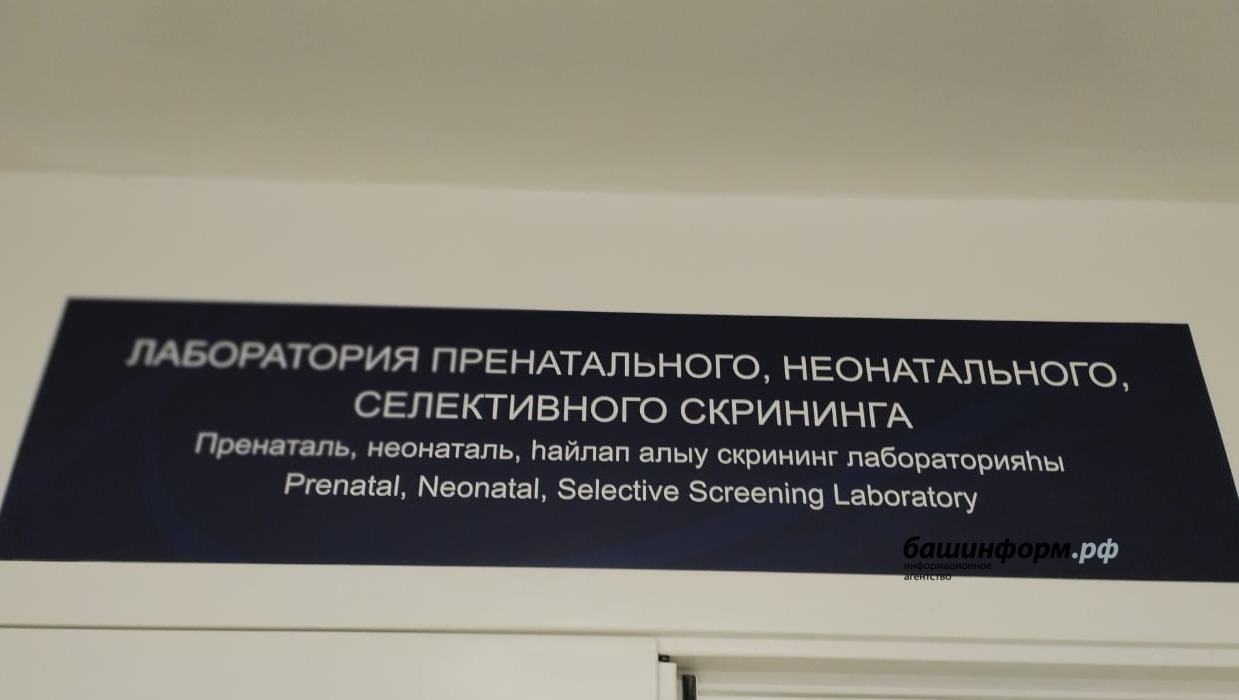 ЛАБОРАТОРИЯ ПРЕНАТАЛЬНОГО, НЕОНАТАЛЬНОГО,
СЕЛЕКТИВНОГО СКРИНИНГА
Пренаталь, неонаталь, һайлап алыу скрининг лабораторияһы
Prenatal, Neonatal, Selective Screening Laboratory
башинформ.рф
информационное
агентство